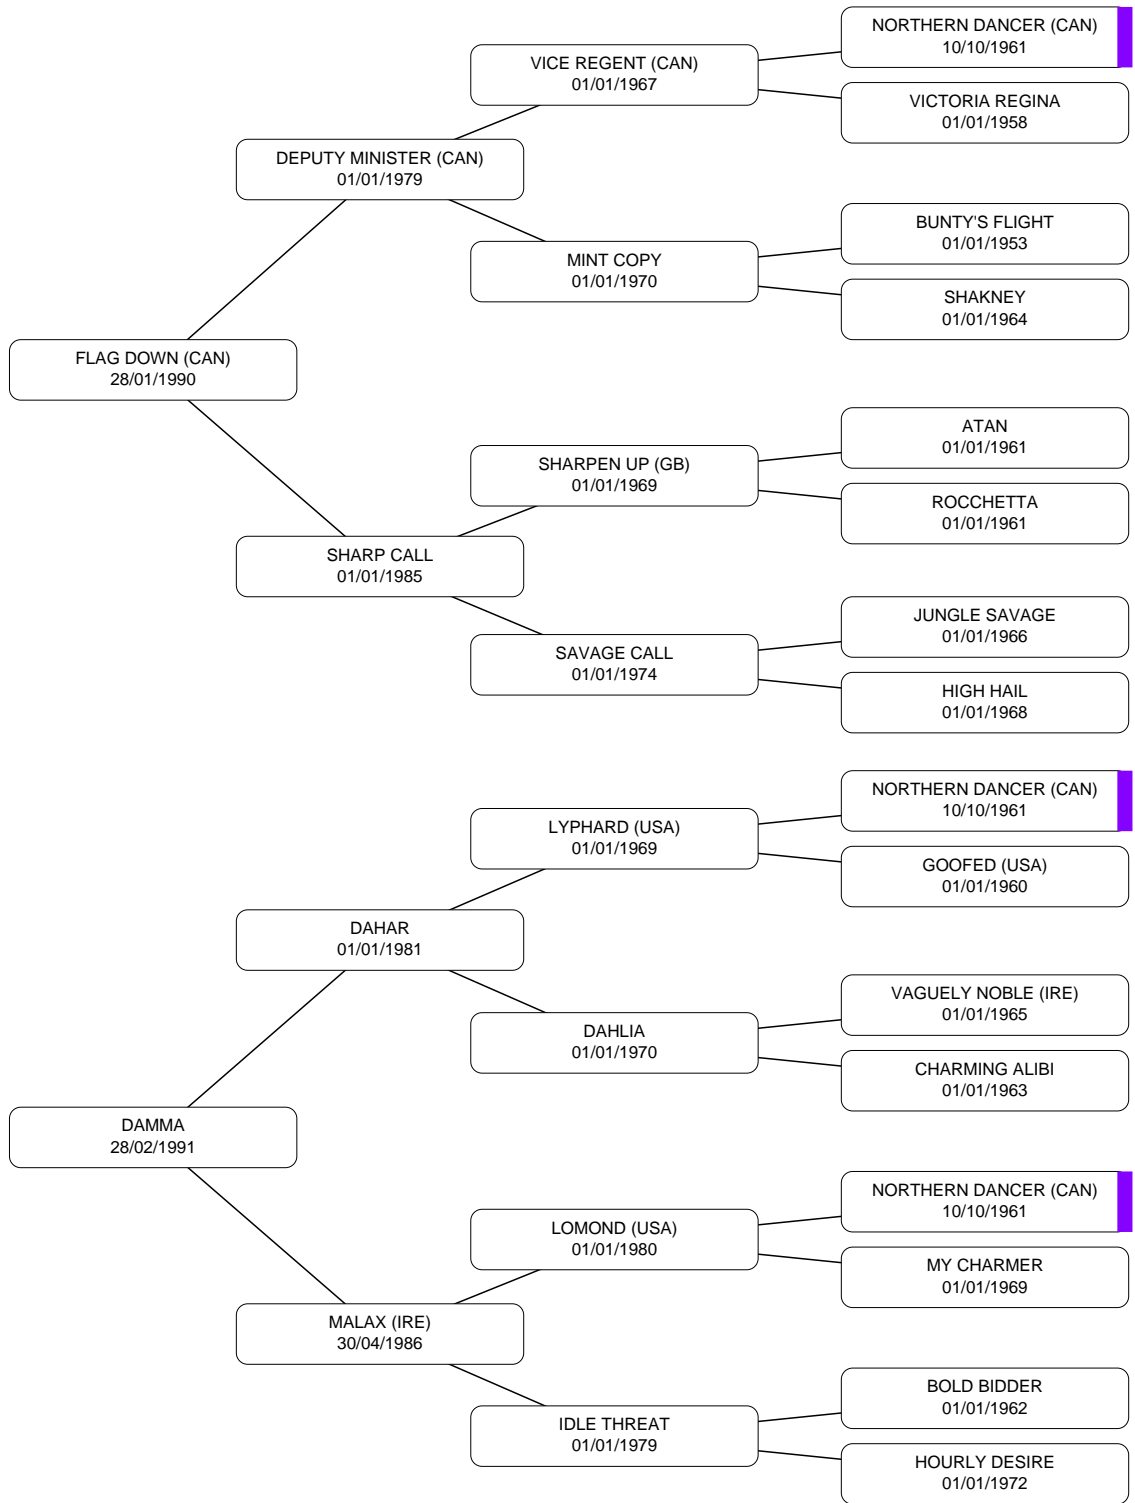 NORTHERN DANCER (CAN)
10/10/1961
VICE REGENT (CAN)
01/01/1967
VICTORIA REGINA
01/01/1958
DEPUTY MINISTER (CAN)
01/01/1979
BUNTY'S FLIGHT
01/01/1953
MINT COPY
01/01/1970
SHAKNEY
01/01/1964
FLAG DOWN (CAN)
28/01/1990
ATAN
01/01/1961
SHARPEN UP (GB)
01/01/1969
ROCCHETTA
01/01/1961
SHARP CALL
01/01/1985
JUNGLE SAVAGE
01/01/1966
SAVAGE CALL
01/01/1974
HIGH HAIL
01/01/1968
NORTHERN DANCER (CAN)
10/10/1961
LYPHARD (USA)
01/01/1969
GOOFED (USA)
01/01/1960
DAHAR
01/01/1981
VAGUELY NOBLE (IRE)
01/01/1965
DAHLIA
01/01/1970
CHARMING ALIBI
01/01/1963
DAMMA
28/02/1991
NORTHERN DANCER (CAN)
10/10/1961
LOMOND (USA)
01/01/1980
MY CHARMER
01/01/1969
MALAX (IRE)
30/04/1986
BOLD BIDDER
01/01/1962
IDLE THREAT
01/01/1979
HOURLY DESIRE
01/01/1972